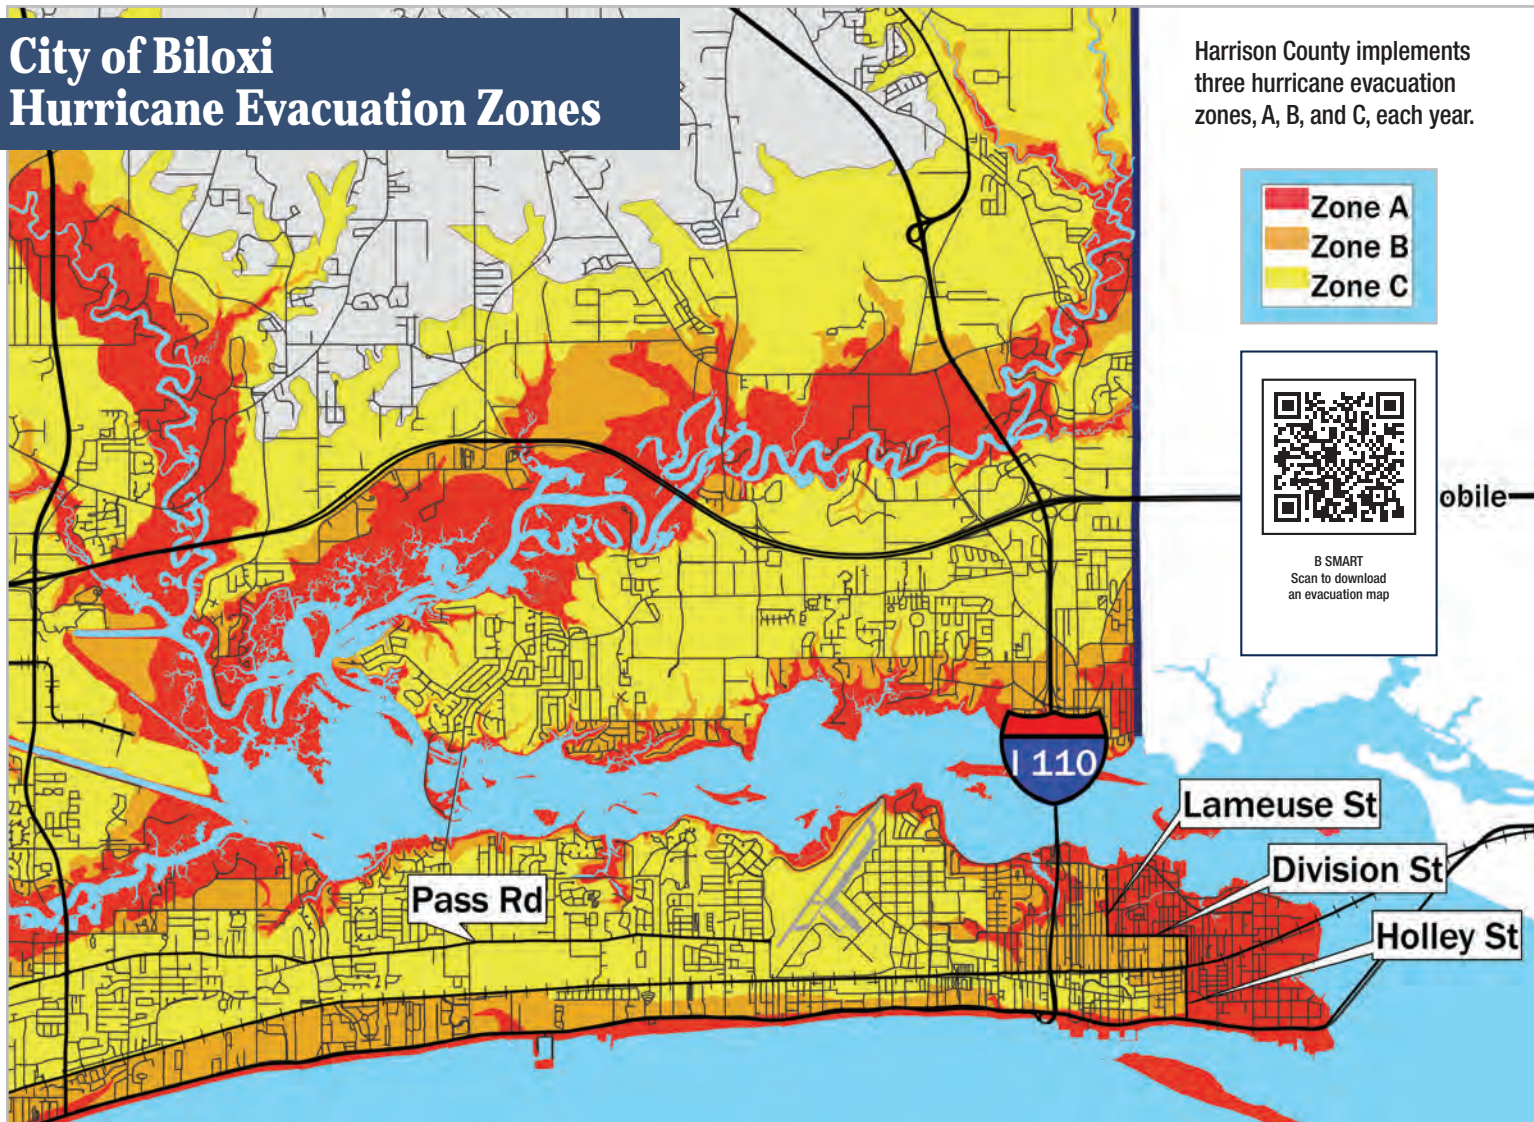 City of Biloxi
Hurricane Evacuation Zones
Harrison County implements
three hurricane evacuation
zones, A, B, and C, each year.
Zone A
Zone B
Zone C
obile
B SMART
Scan to download
an evacuation map
I 110
Lameuse St
Division St
Pass Rd
Holley St